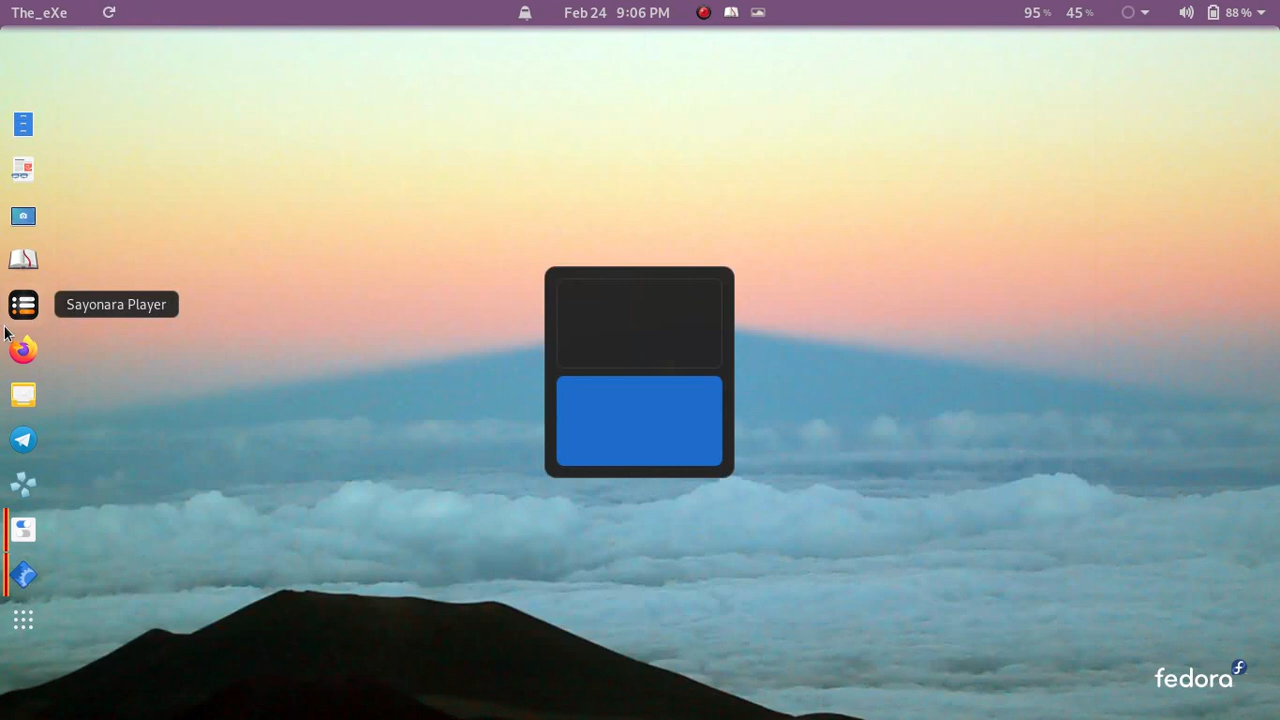 The_eXe
Feb 24 9:06 PM
95 %
45 %
88 %
Sayonara Player
fedora